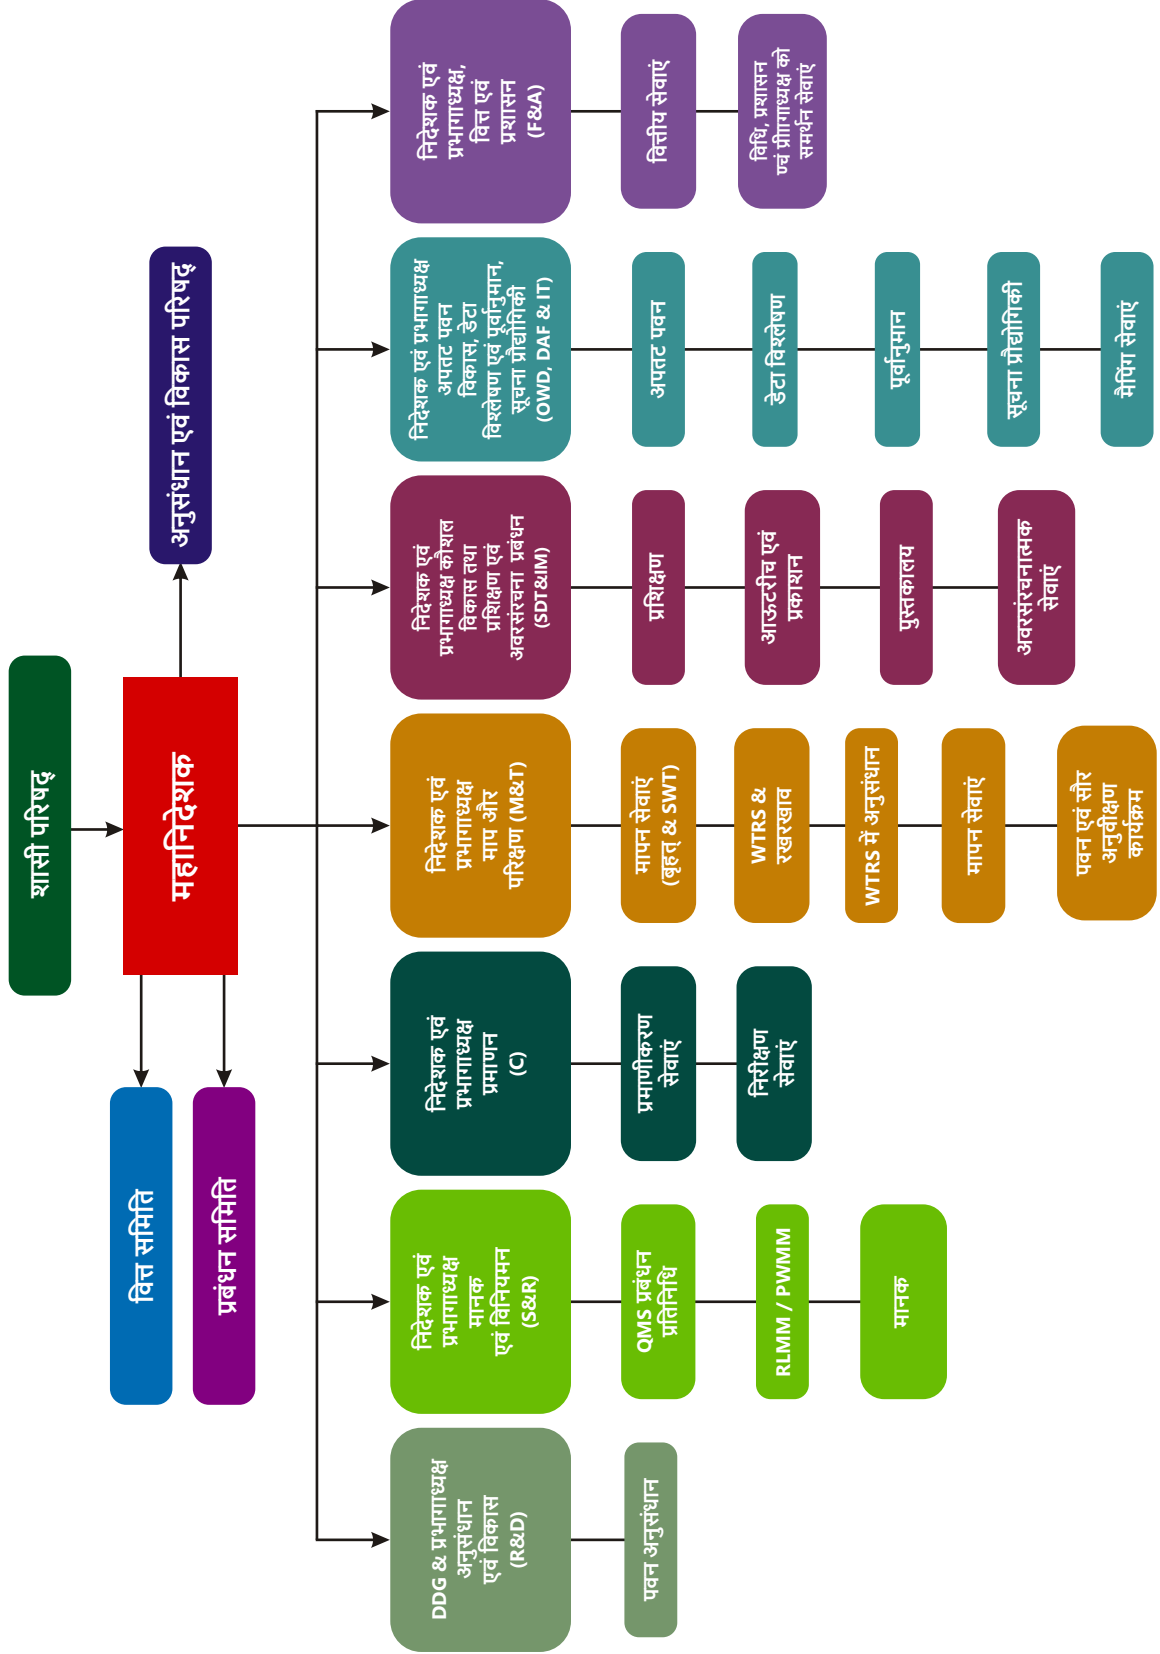 शासी परिषद्
महानिदेशक
अनुसंधान एवं विकास परिषद्
वित्त समिति
प्रबंधन समिति
DDG & प्रभागाध्यक्ष
अनुसंधान
एवं विकास
(R&D)
पवन अनुसंधान
निदेशक एवं
प्रभागाध्यक्ष
मानक
एवं विनियमन
(S&R)
QMS प्रबंधन
प्रतिनिधि
RLMM / PWMM
मानक
निदेशक एवं
प्रभागाध्यक्ष
प्रमाणन
(C)
प्रमाणीकरण
सेवाएं
निरीक्षण
सेवाएं
निदेशक एवं
प्रभागाध्यक्ष
माप और
परिक्षण (M&T)
मापन सेवाएं
(बृहत् & SWT)
WTRS &
रखरखाव
WTRS में अनुसंधान
मापन सेवाएं
पवन एवं सौर
अनुवीक्षण
कार्यक्रम
निदेशक एवं
प्रभागाध्यक्ष कौशल
विकास तथा
प्रशिक्षण एवं
अवरसंरचना प्रबंधन
(SDT&IM)
प्रशिक्षण
आऊटरीच एवं
प्रकाशन
पुस्तकालय
अवरसंरचनात्मक
सेवाएं
निदेशक एवं प्रभागाध्यक्ष
अपतट पवन
विकास, डेटा
विश्लेषण एवं पूर्वानुमान,
सूचना प्रौद्योगिकी
(OWD, DAF & IT)
अपतट पवन
डेटा विश्लेषण
पूर्वानुमान
सूचना प्रौद्योगिकी
मैपिंग सेवाएं
निदेशक एवं
प्रभागाध्यक्ष,
वित्त एवं
प्रशासन
(F&A)
वित्तीय सेवाएं
विधि, प्रशासन
ण्चं प्रीाागाध्यक्ष को
समर्थन सेवाएं